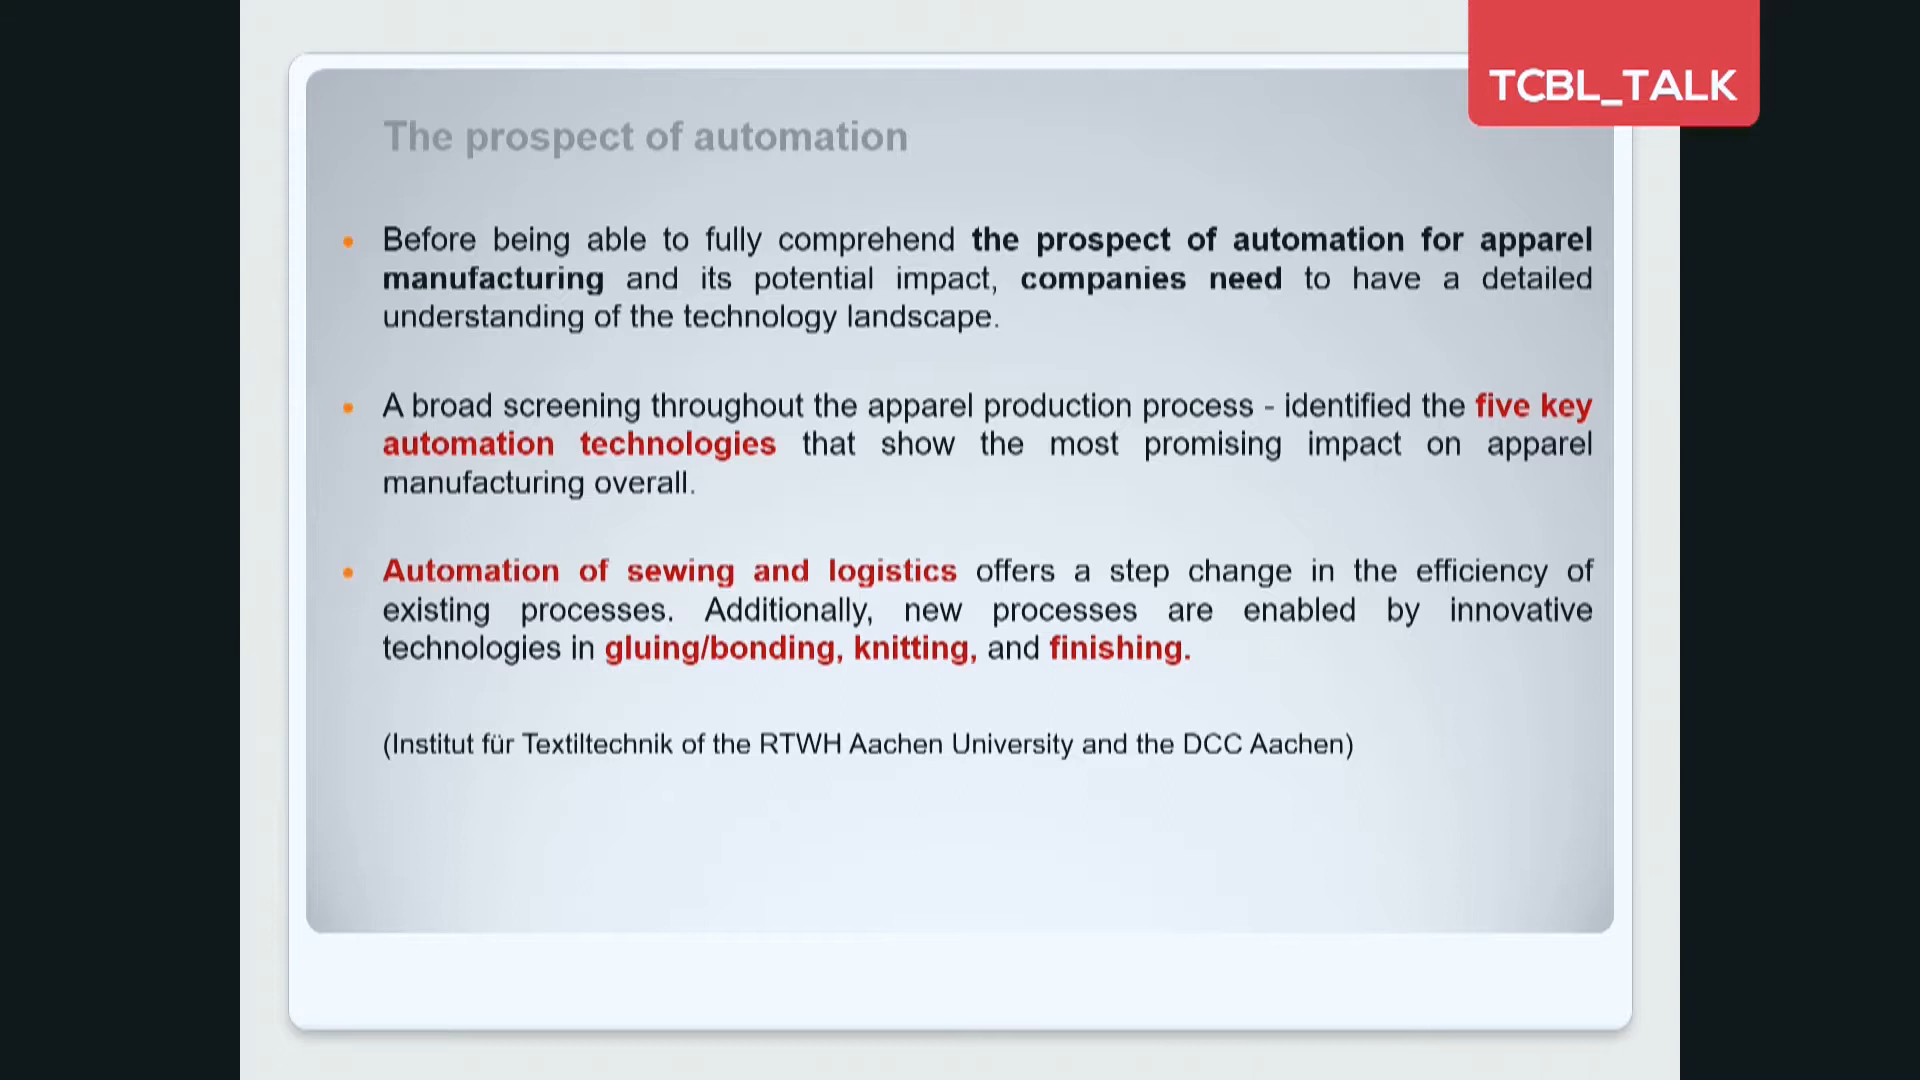 TCBL_TALK
The prospect of automation
• Before being able to fully comprehend the prospect of automation for apparel
manufacturing and its potential impact, companies need to have a detailed
understanding of the technology landscape.
• A broad screening throughout the apparel production process - identified the five key
automation technologies that show the most promising impact on apparel
manufacturing overall.
• Automation of sewing and logistics offers a step change in the efficiency of
existing processes. Additionally, new processes are enabled by innovative
technologies in gluing/bonding, knitting, and finishing.
(Institut für Textiltechnik of the RTWH Aachen University and the DCC Aachen)